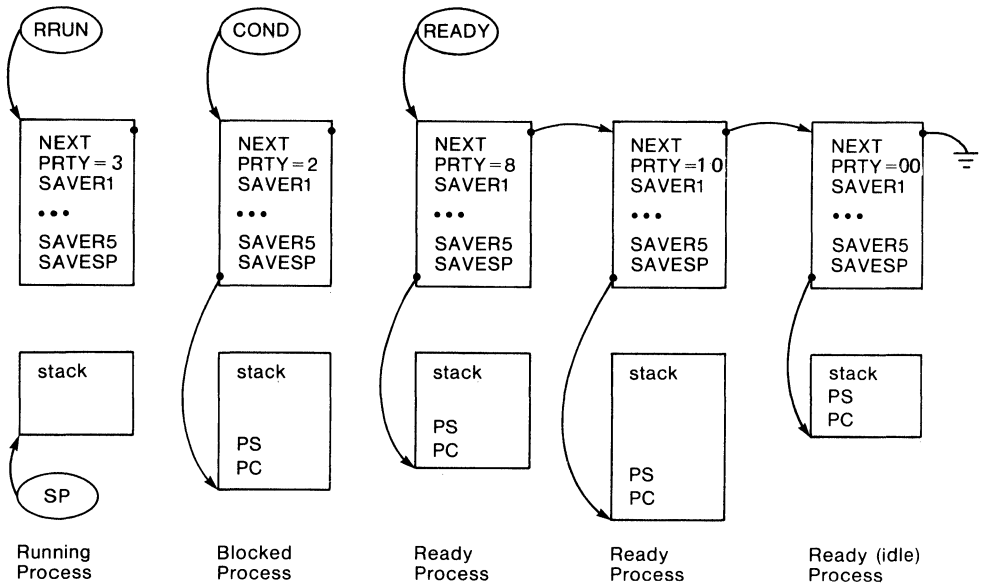 RRUN
COND
READY
NEXT
PRTY = 3
SAVER1
•••
SAVER5
SAVESP
NEXT
PRTY = 2
SAVER1
•••
SAVER5
SAVESP
NEXT
PRTY = 8
SAVER1
•••
SAVER5
SAVESP
NEXT
PRTY = 10
SAVER1
•••
SAVER5
SAVESP
NEXT
PRTY = 00
SAVER1
•••
SAVER5
SAVESP
stack
stack
PS
PC
stack
PS
PC
stack
PS
PC
stack
PS
PC
SP
Running
Process
Blocked
Process
Ready
Process
Ready
Process
Ready (idle)
Process